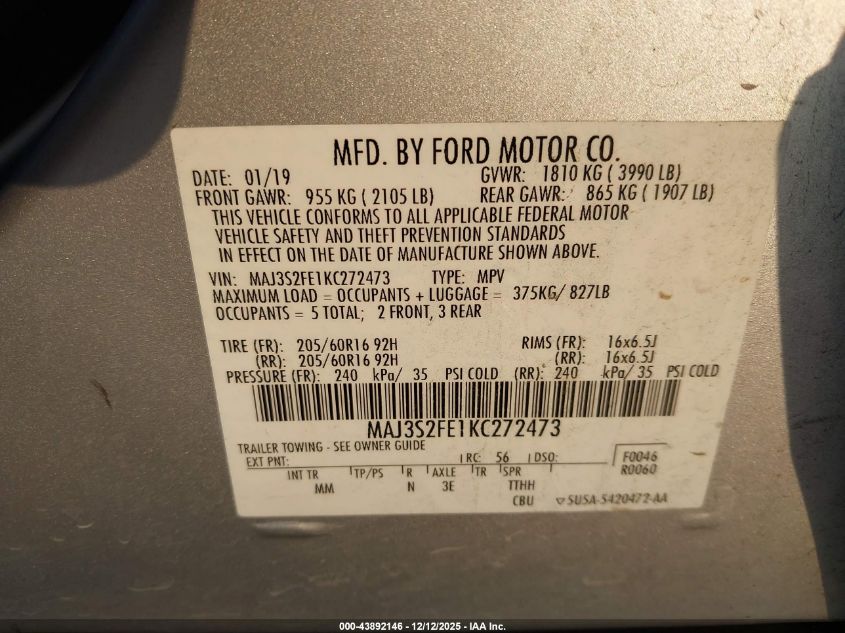 MFD. BY FORD MOTOR CO.
DATE: 01/19 GVWR: 1810 KG ( 3990 LB)
FRONT GAWR: 955 KG ( 2105 LB) REAR GAWR: 865 KG ( 1907 LB)
THIS VEHICLE CONFORMS TO ALL APPLICABLE FEDERAL MOTOR
VEHICLE SAFETY AND THEFT PREVENTION STANDARDS
IN EFFECT ON THE DATE OF MANUFACTURE SHOWN ABOVE.
VIN: MAJ3S2FE1KC272473 TYPE: MPV
MAXIMUM LOAD = OCCUPANTS + LUGGAGE = 375KG/ 827LB
OCCUPANTS = 5 TOTAL; 2 FRONT, 3 REAR
TIRE (FR): 205/60R16 92H RIMS (FR): 16x6.5J
(RR): 205/60R16 92H (RR): 16x6.5J
PRESSURE (FR): 240 kPa/ 35 PSI COLD (RR): 240 kPa/ 35 PSI COLD
MAJ3S2FE1KC272473
TRAILER TOWING - SEE OWNER GUIDE
EXT PNT: RC: 56 DSO: F0046
R0060
INT TR TP/PS R AXLE TR SPR
MM N 3E TTHH
CBU SU5A-5420472-AA
000-43892146 - 12/12/2025 - IAA Inc.